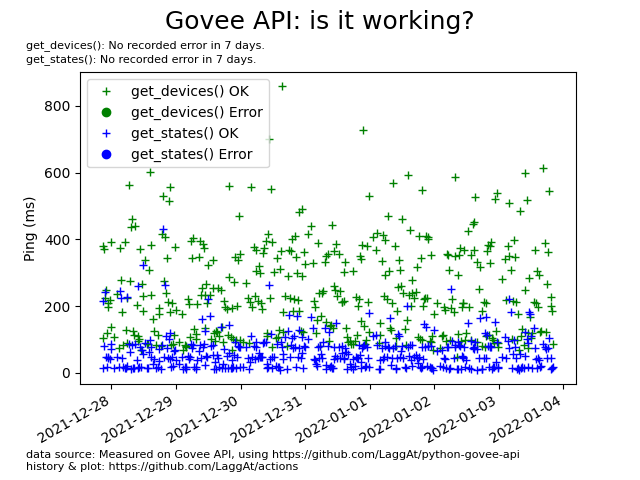 Govee API: is it working?
get_devices(): No recorded error in 7 days.
get_states(): No recorded error in 7 days.
get_devices() OK
get_devices() Error
get_states() OK
get_states() Error
Ping (ms)
800
600
400
200
0
2021-12-28
2021-12-29
2021-12-30
2021-12-31
2022-01-01
2022-01-02
2022-01-03
2022-01-04
data source: Measured on Govee API, using https://github.com/LaggAt/python-govee-api
history & plot: https://github.com/LaggAt/actions